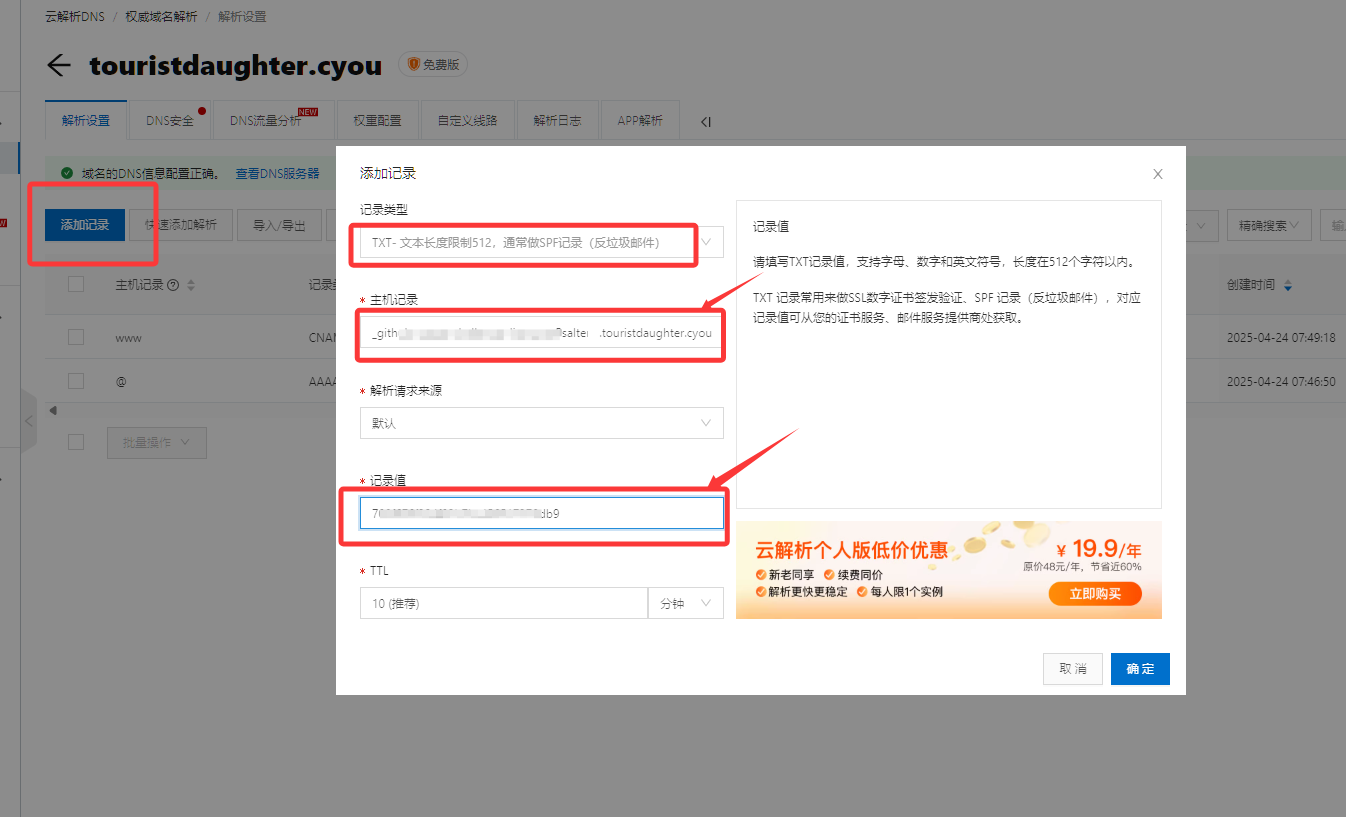 云解析DNS / 权威域名解析 / 解析设置
touristdaughter.cyou
免费版
解析设置
DNS安全
DNS流量分析
NEW
权重配置
自定义线路
解析日志
APP解析
域名的DNS信息配置正确。
查看DNS服务器
添加记录
快速添加解析
导入/导出
精确搜索
主机记录
创建时间
www
CNA
2025-04-24 07:49:18
@
AAAA
2025-04-24 07:46:50
批量操作
添加记录
记录类型
TXT- 文本长度限制512，通常做SPF记录（反垃圾邮件）
* 主机记录
.touristdaughter.cyou
* 解析请求来源
默认
* 记录值
db9
* TTL
10 (推荐)
分钟
记录值
请填写TXT记录值，支持字母、数字和英文符号，长度在512个字符以内。
TXT 记录常用来做SSL数字证书签发验证、SPF 记录（反垃圾邮件），对应
记录值可从您的证书服务、邮件服务提供商处获取。
云解析个人版低价优惠
¥ 19.9/年
原价48元/年，节省近60%
新老同享
续费同价
解析更快更稳定
每人限1个实例
立即购买
取消
确定